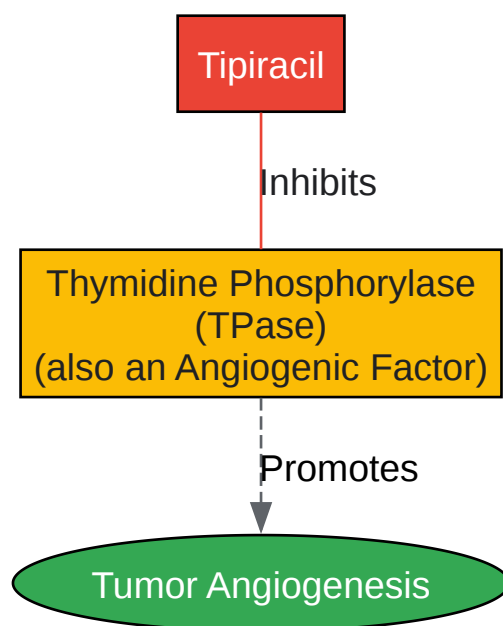 Tipiracil
Inhibits
Thymidine Phosphorylase
(TPase)
(also an Angiogenic Factor)
Promotes
Tumor Angiogenesis